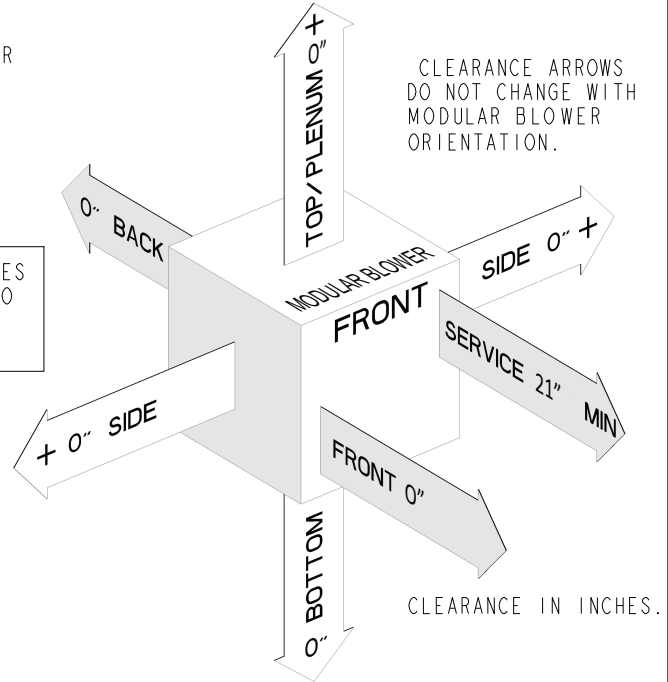 R
CLEARANCE ARROWS
DO NOT CHANGE WITH
MODULAR BLOWER
ORIENTATION.
TOP/ PLENUM 0" +
0" BACK
SIDE 0" +
ES
O
MODULAR BLOWER
FRONT
SERVICE 21" MIN
+ 0" SIDE
FRONT 0"
0" BOTTOM
CLEARANCE IN INCHES.